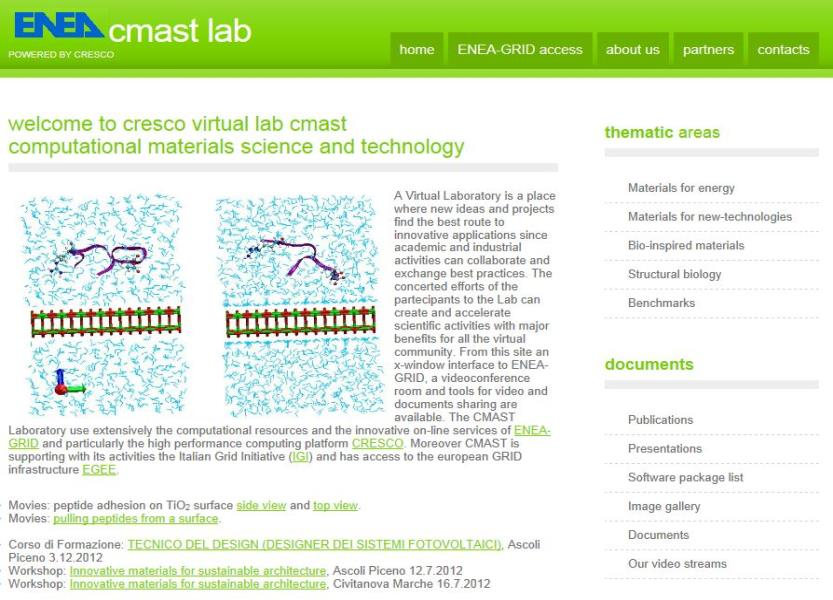 ENEA cmast lab
POWERED BY CRESCO
home
ENEA-GRID access
about us
partners
contacts
welcome to cresco virtual lab cmast
computational materials science and technology
A Virtual Laboratory is a place
where new ideas and projects
find the best route to
innovative applications since
academic and industrial
activities can collaborate and
exchange best practices. The
concerted efforts of the
partecipants to the Lab can
create and accelerate
scientific activities with major
benefits for all the virtual
community. From this site an
x-window interface to ENEA-
GRID, a videoconference
room and tools for video and
documents sharing are
available. The CMAST
Laboratory use extensively the computational resources and the innovative on-line services of ENEA-
GRID and particularly the high performance computing platform CRESCO. Moreover CMAST is
supporting with its activities the Italian Grid Initiative (IGI) and has access to the european GRID
infrastructure EGEE.
Movies: peptide adhesion on TiO₂ surface side view and top view.
Movies: pulling peptides from a surface.
Corso di Formazione: TECNICO DEL DESIGN (DESIGNER DEI SISTEMI FOTOVOLTAICI), Ascoli
Piceno 3.12.2012
Workshop: Innovative materials for sustainable architecture, Ascoli Piceno 12.7.2012
Workshop: Innovative materials for sustainable architecture, Civitanova Marche 16.7.2012
thematic areas
Materials for energy
Materials for new-technologies
Bio-inspired materials
Structural biology
Benchmarks
documents
Publications
Presentations
Software package list
Image gallery
Documents
Our video streams